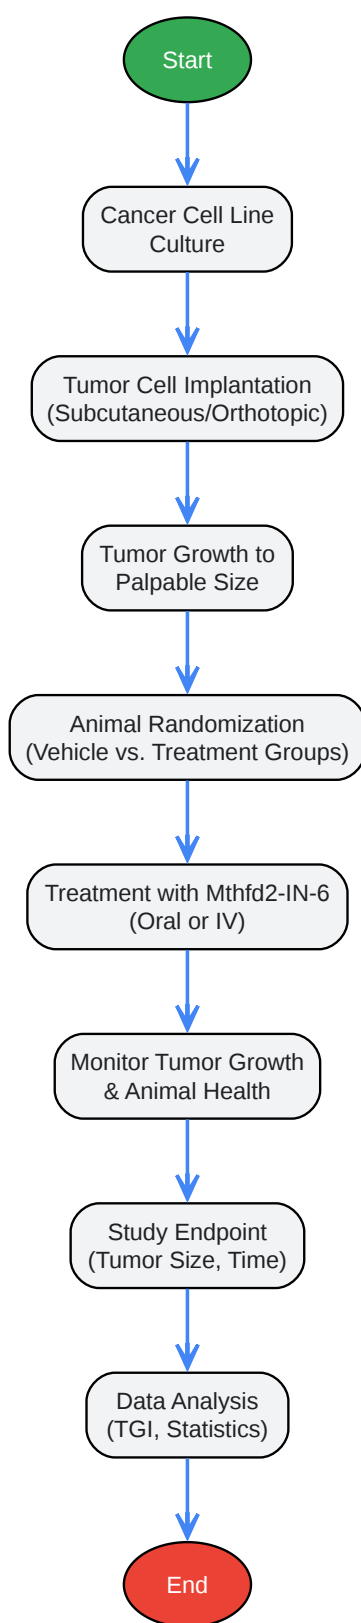 Start
Cancer Cell Line
Culture
Tumor Cell Implantation
(Subcutaneous/Orthotopic)
Tumor Growth to
Palpable Size
Animal Randomization
(Vehicle vs. Treatment Groups)
Treatment with Mthfd2-IN-6
(Oral or IV)
Monitor Tumor Growth
& Animal Health
Study Endpoint
(Tumor Size, Time)
Data Analysis
(TGI, Statistics)
End